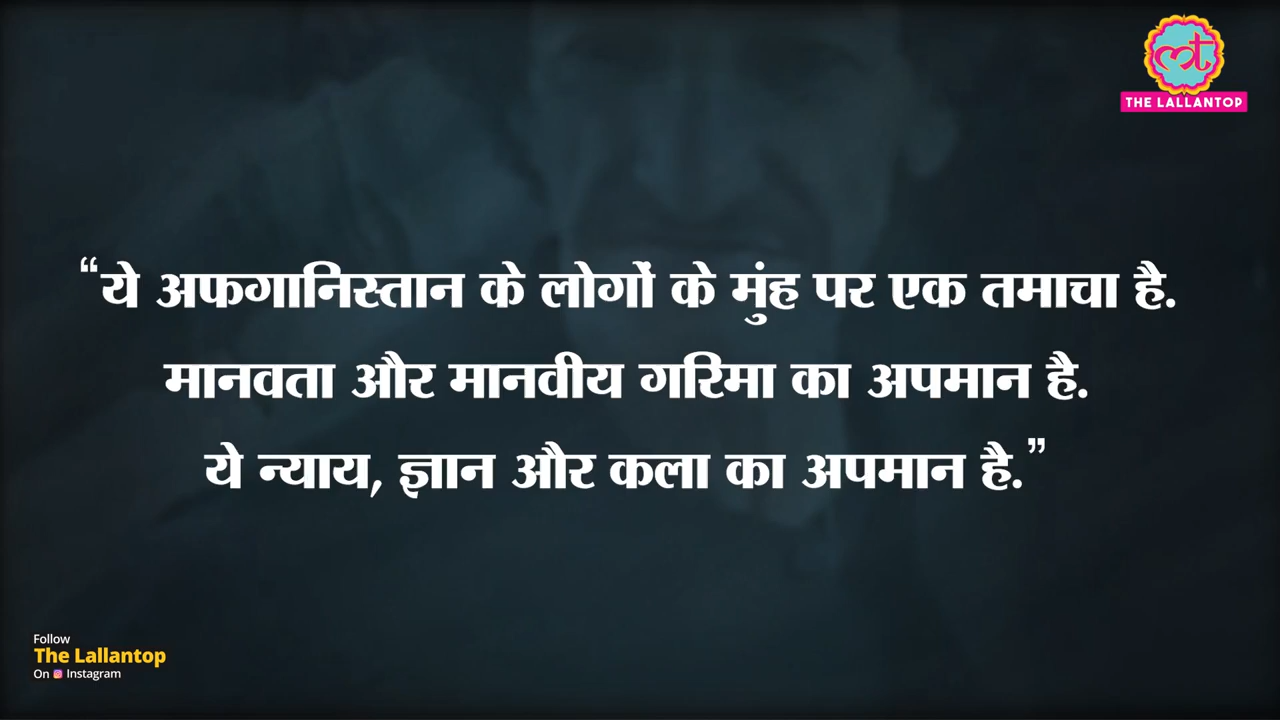 THE LALLANTOP
“ये अफगानिस्तान के लोगों के मुंह पर एक तमाचा है.
मानवता और मानवीय गरिमा का अपमान है.
ये न्याय, ज्ञान और कला का अपमान है.”
Follow
The Lallantop
On Instagram